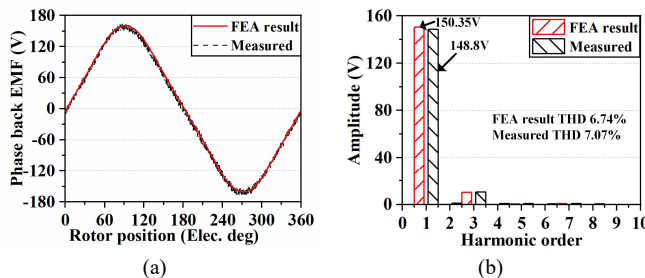 180
120
60
0
-60
-120
-180
Phase back EMF (V)
FEA result
Measured
0 60 120 180 240 300 360
Rotor position (Elec. deg)
(a)
160
120
80
40
0
Amplitude (V)
150.35V
148.8V
FEA result
Measured
FEA result THD 6.74%
Measured THD 7.07%
0 1 2 3 4 5 6 7 8 9 10
Harmonic order
(b)